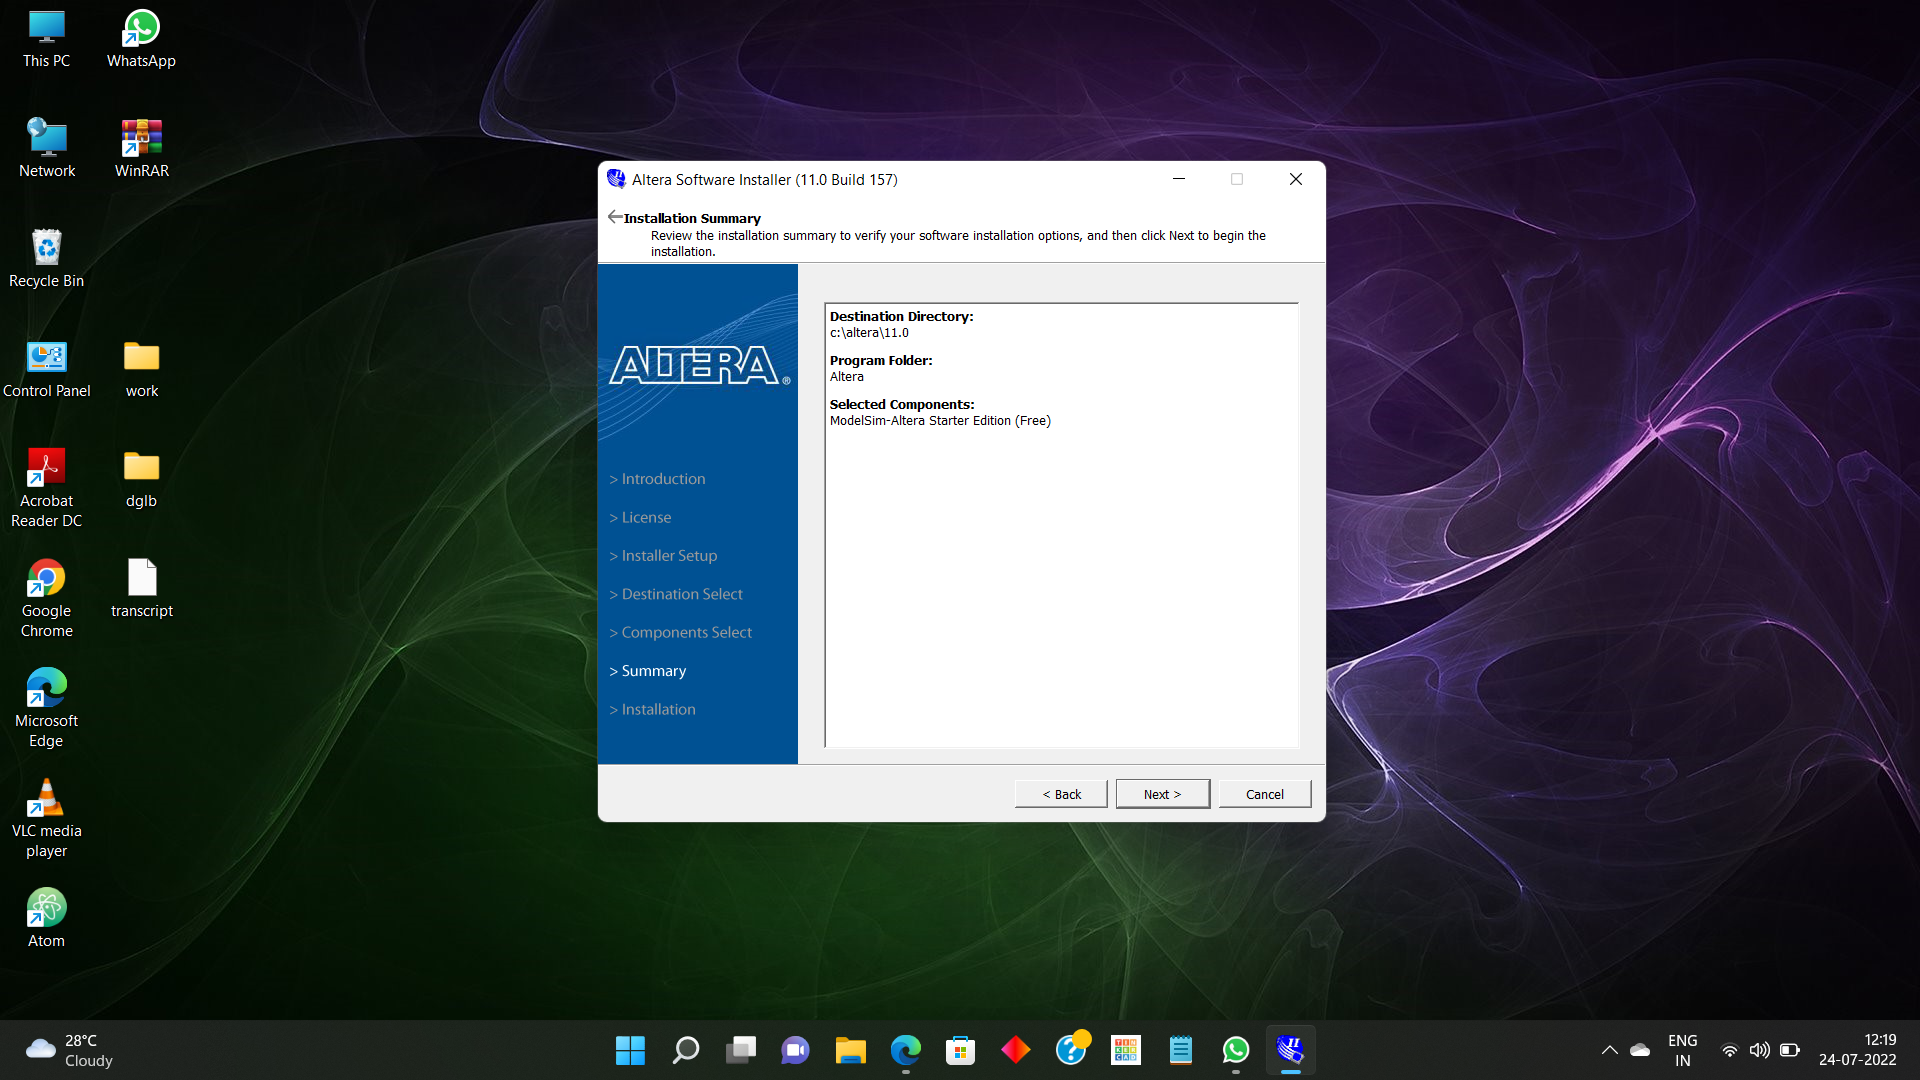 This PC
WhatsApp
Network
WinRAR
Recycle Bin
Control Panel
work
Acrobat
Reader DC
dglb
Google
Chrome
transcript
Microsoft
Edge
VLC media
player
Atom
Altera Software Installer (11.0 Build 157)
Installation Summary
Review the installation summary to verify your software installation options, and then click Next to begin the
installation.
ALTERA®
> Introduction
> License
> Installer Setup
> Destination Select
> Components Select
> Summary
> Installation
Destination Directory:
c:\altera\11.0
Program Folder:
Altera
Selected Components:
ModelSim-Altera Starter Edition (Free)
< Back
Next >
Cancel
28°C
Cloudy
TIN
KER
CAD
II
ENG
IN
12:19
24-07-2022